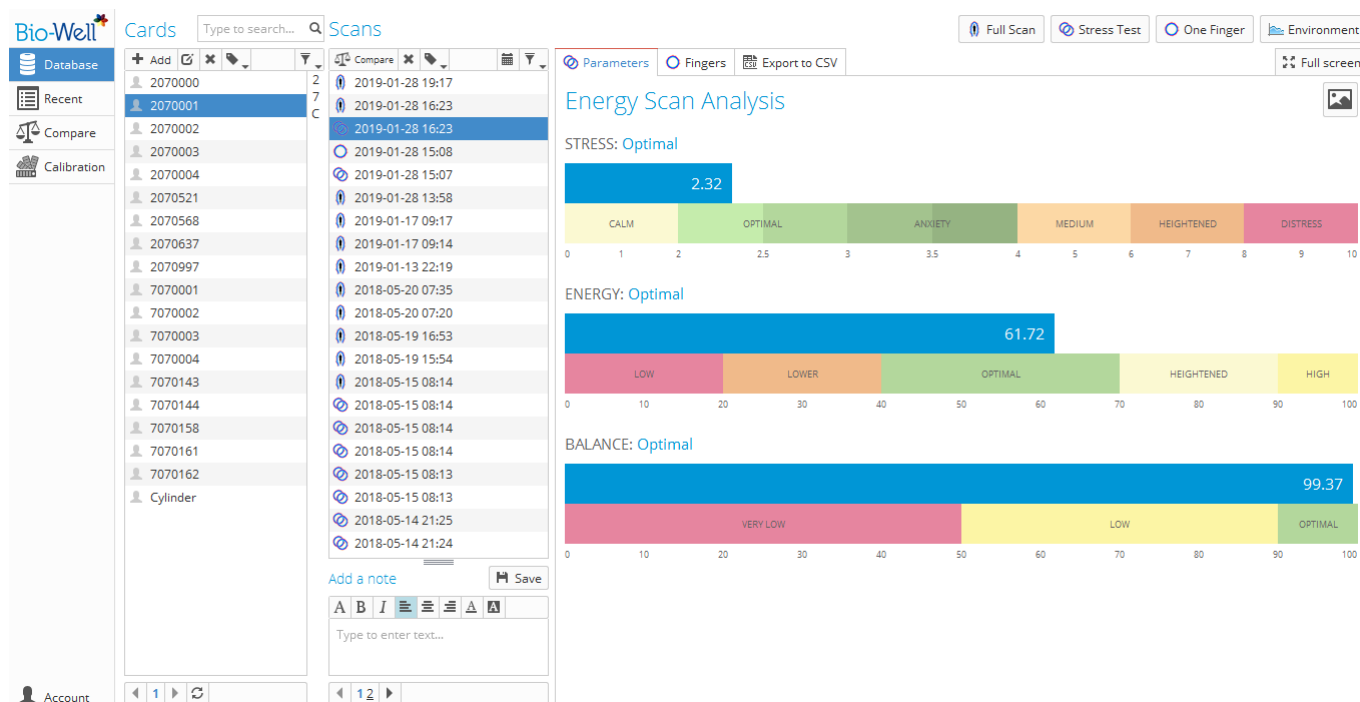 Bio-Well
Database
Recent
Compare
Calibration
Account
Cards
Type to search...
Add
2070000
2070001
2070002
2070003
2070004
2070521
2070568
2070637
2070997
7070001
7070002
7070003
7070004
7070143
7070144
7070158
7070161
7070162
Cylinder
2
7
C
1
Scans
Compare
2019-01-28 19:17
2019-01-28 16:23
2019-01-28 16:23
2019-01-28 15:08
2019-01-28 15:07
2019-01-28 13:58
2019-01-17 09:17
2019-01-17 09:14
2019-01-13 22:19
2018-05-20 07:35
2018-05-20 07:20
2018-05-19 16:53
2018-05-19 15:54
2018-05-15 08:14
2018-05-15 08:14
2018-05-15 08:14
2018-05-15 08:14
2018-05-15 08:13
2018-05-15 08:13
2018-05-14 21:25
2018-05-14 21:24
Add a note
Save
A B I A A
Type to enter text...
1 2
Full Scan Stress Test One Finger Environment
Parameters Fingers CSV Export to CSV Full screen
Energy Scan Analysis
STRESS: Optimal
2.32
CALM OPTIMAL ANXIETY MEDIUM HEIGHTENED DISTRESS
0 1 2 2.5 3 3.5 4 5 6 7 8 9 10
ENERGY: Optimal
61.72
LOW LOWER OPTIMAL HEIGHTENED HIGH
0 10 20 30 40 50 60 70 80 90 100
BALANCE: Optimal
99.37
VERY LOW LOW OPTIMAL
0 10 20 30 40 50 60 70 80 90 100